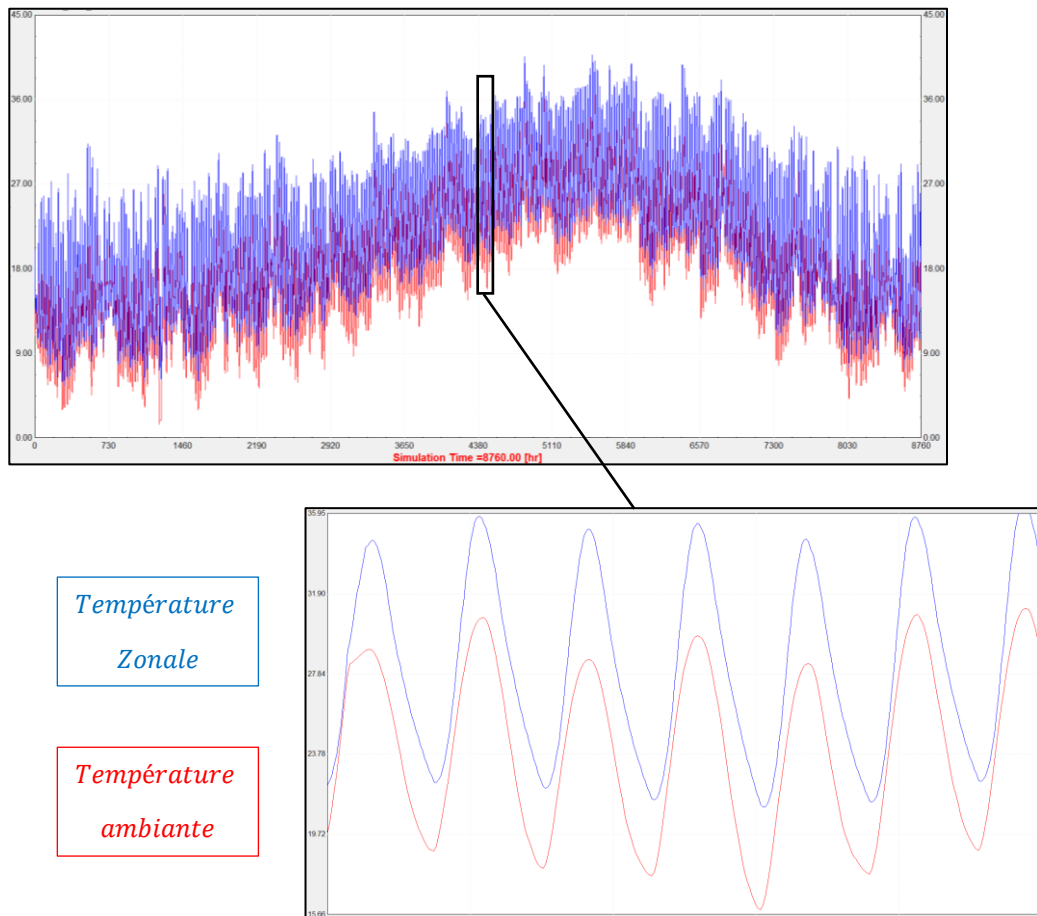 45.00 45.00
36.00 36.00
27.00 27.00
18.00 18.00
9.00 9.00
0.00 0.00
0 730 1460 2190 2920 3650 4380 5110 5840 6570 7300 8030 8760
Simulation Time =8760.00 [hr]
35.95
31.90
27.84
23.78
19.72
15.66
Température
Zonale
Température
ambiante